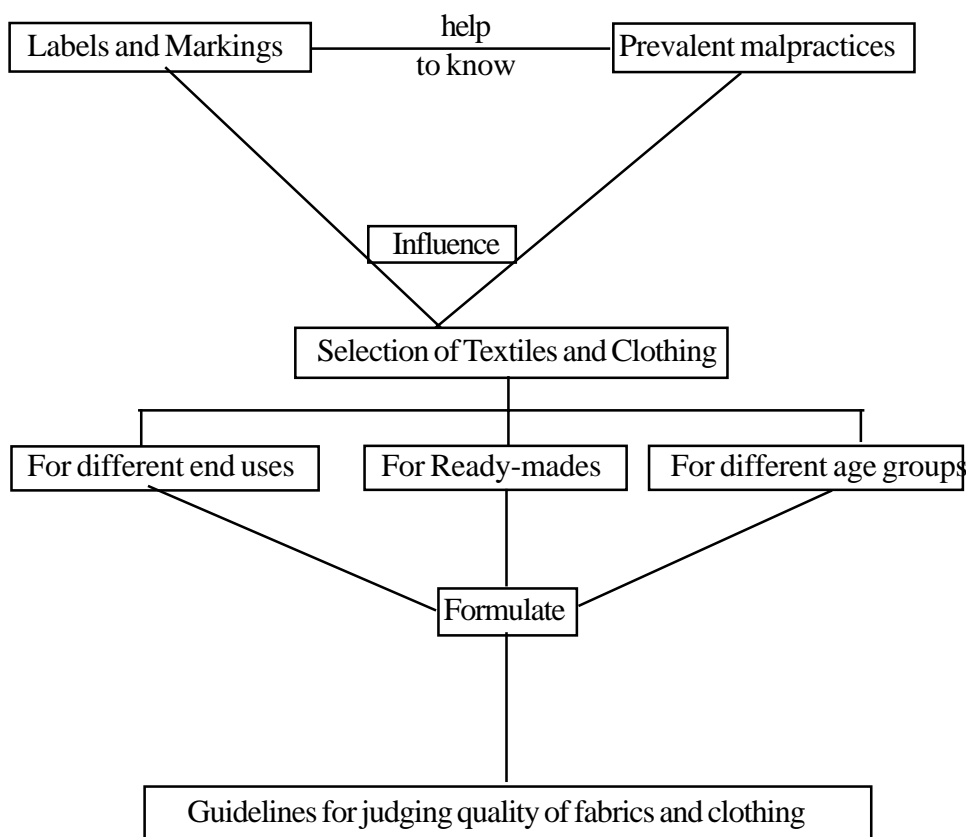 help
Labels and Markings
Prevalent malpractices
to know
Influence
Selection of Textiles and Clothing
For different end uses
For Ready-mades
For different age groups
Formulate
Guidelines for judging quality of fabrics and clothing